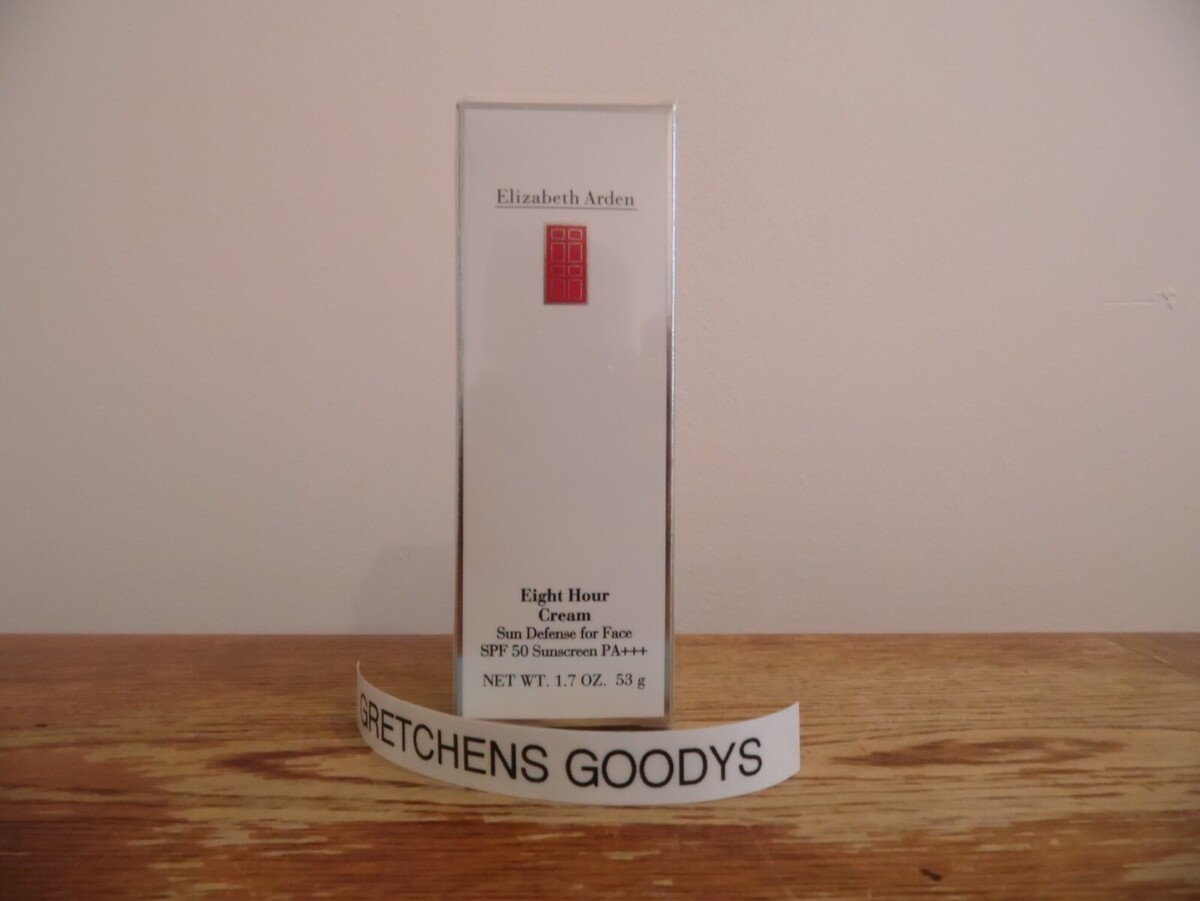 Elizabeth Arden
Eight Hour
Cream
Sun Defense for Face
SPF 50 Sunscreen PA+++
NET WT. 1.7 OZ. 53 g
GRETCHENS GOODYS